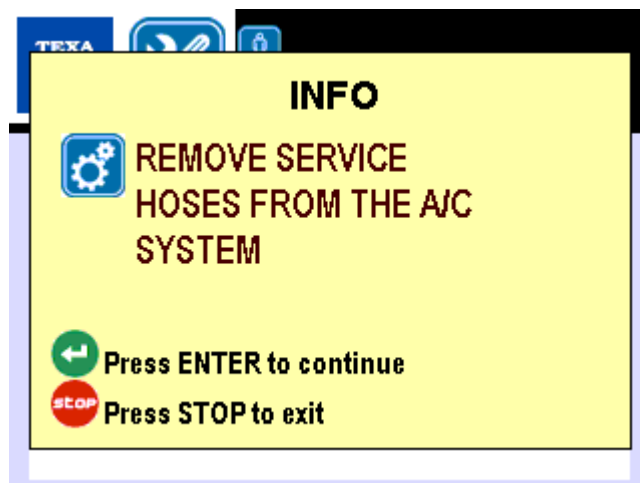 TEXA
INFO
REMOVE SERVICE
HOSES FROM THE A/C
SYSTEM
Press ENTER to continue
STOP
Press STOP to exit